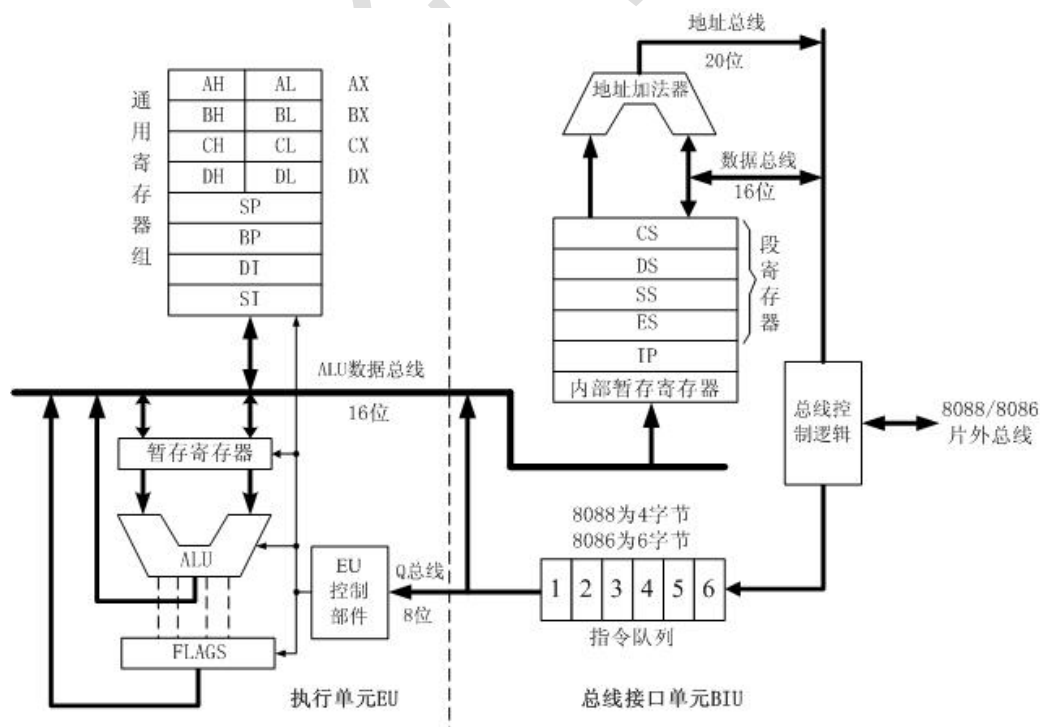 地址总线
20位
地址加法器
数据总线
16位
通用寄存器组
AH AL AX
BH BL BX
CH CL CX
DH DL DX
SP
BP
DI
SI
CS
DS
SS
ES
IP
内部暂存寄存器
段寄存器
ALU数据总线
16位
总线控
制逻辑
8088/8086
片外总线
暂存寄存器
ALU
8088为4字节
8086为6字节
EU
控制
部件
Q总线
8位
1 2 3 4 5 6
指令队列
FLAGS
执行单元EU
总线接口单元BIU